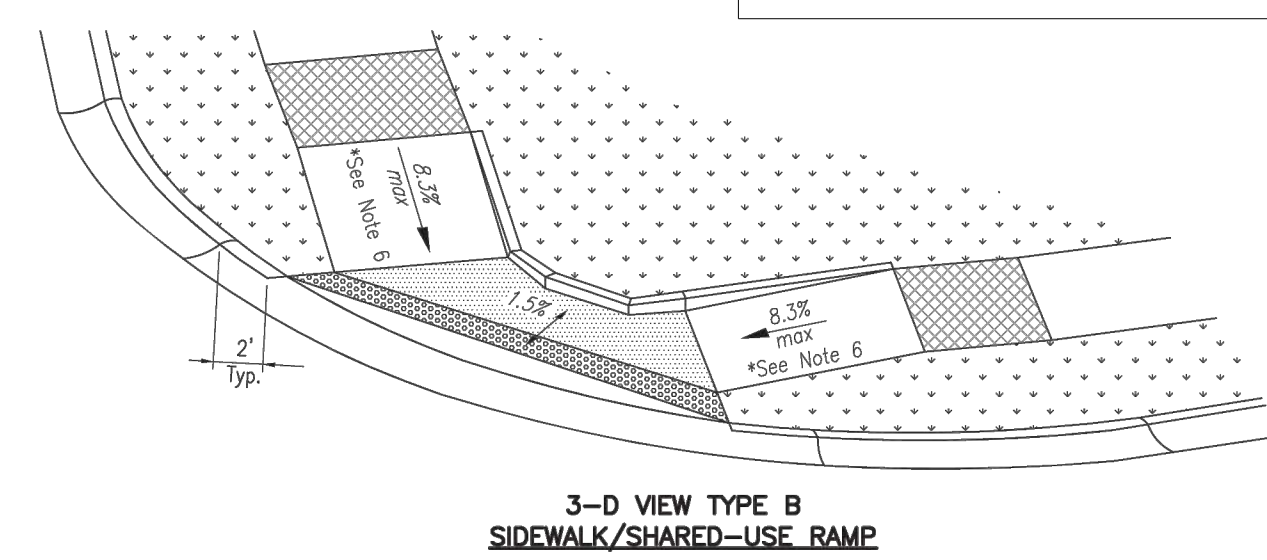 8.3%
max
*See Note 6
1.5%
8.3%
max
*See Note 6
2'
Typ.
3-D VIEW TYPE B
SIDEWALK/SHARED-USE RAMP